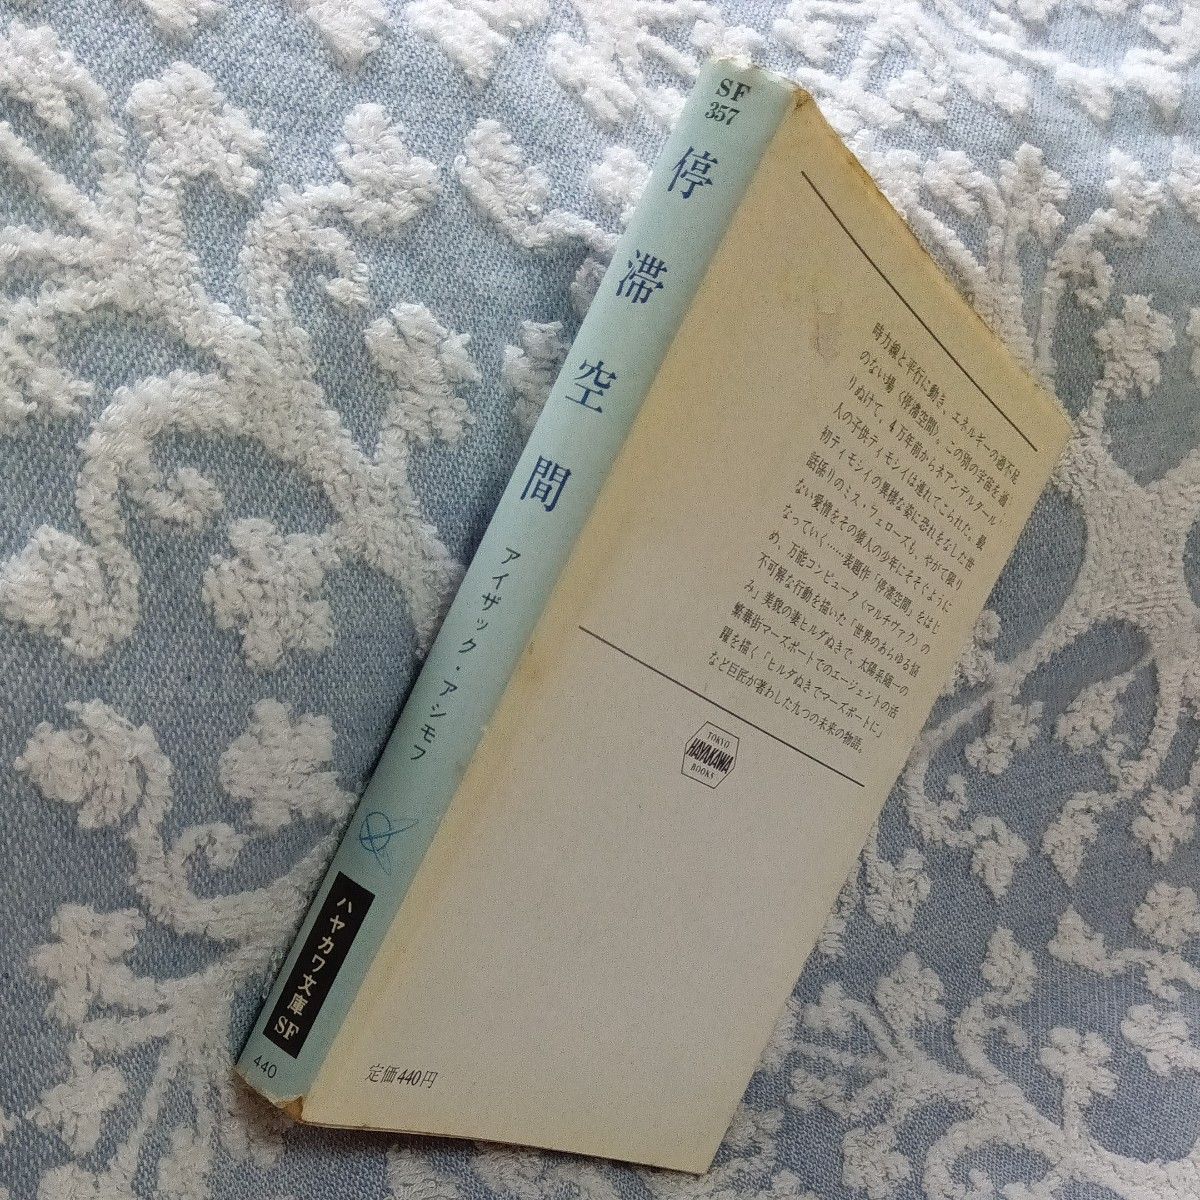 SF
357
停滞空間
アイザック・アシモフ
ハヤカワ文庫SF
440
時力線と平行に動き、エネルギーの過不足
のない場〈停滞空間〉。この別の宇宙を通
りぬけて、4万年前からネアンデルタール
人の子供ティモシイは連れてこられた。最
初ティモシイの異様な姿に恐れをなした世
話係りのミス・フェローズも、やがて限り
ない愛情をその猿人の少年にそそぐように
なっていく……表題作「停滞空間」をはじ
め、万能コンピュータ〈マルチヴァク〉の
不可解な行動を描いた「世界のあらゆる悩
み」美貌の妻ヒルダぬきで、太陽系随一の
繁華街マーズポートでのエージェントの活
躍を描く「ヒルダぬきでマーズポートに」
など巨匠が著わした九つの未来の物語。
TOKYO
HAYAKAWA
BOOKS
定価440円